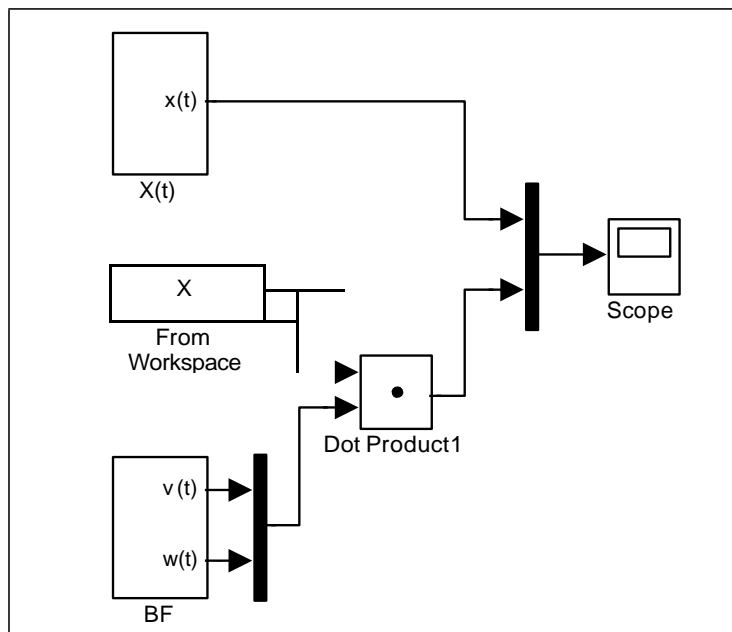 x(t)
X(t)
X
From
Workspace
Scope
Dot Product1
v(t)
w(t)
BF